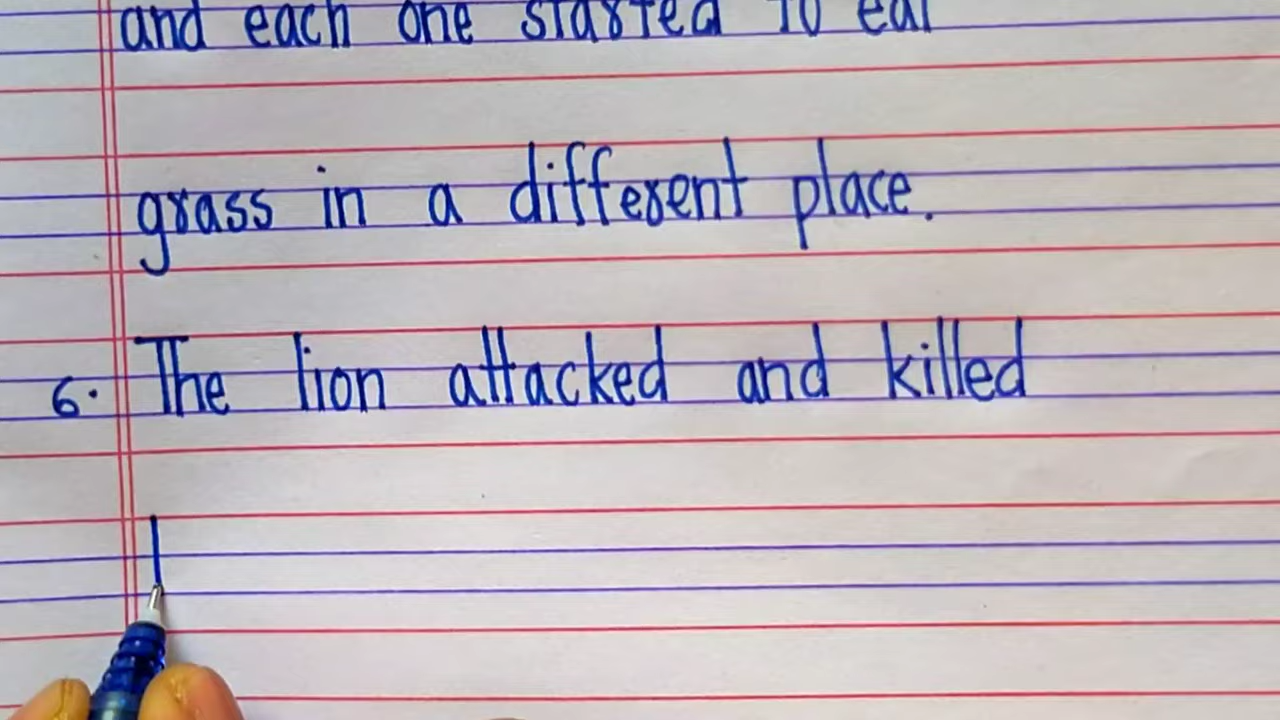 and each one started to eat
grass in a different place.
6. The lion attacked and killed